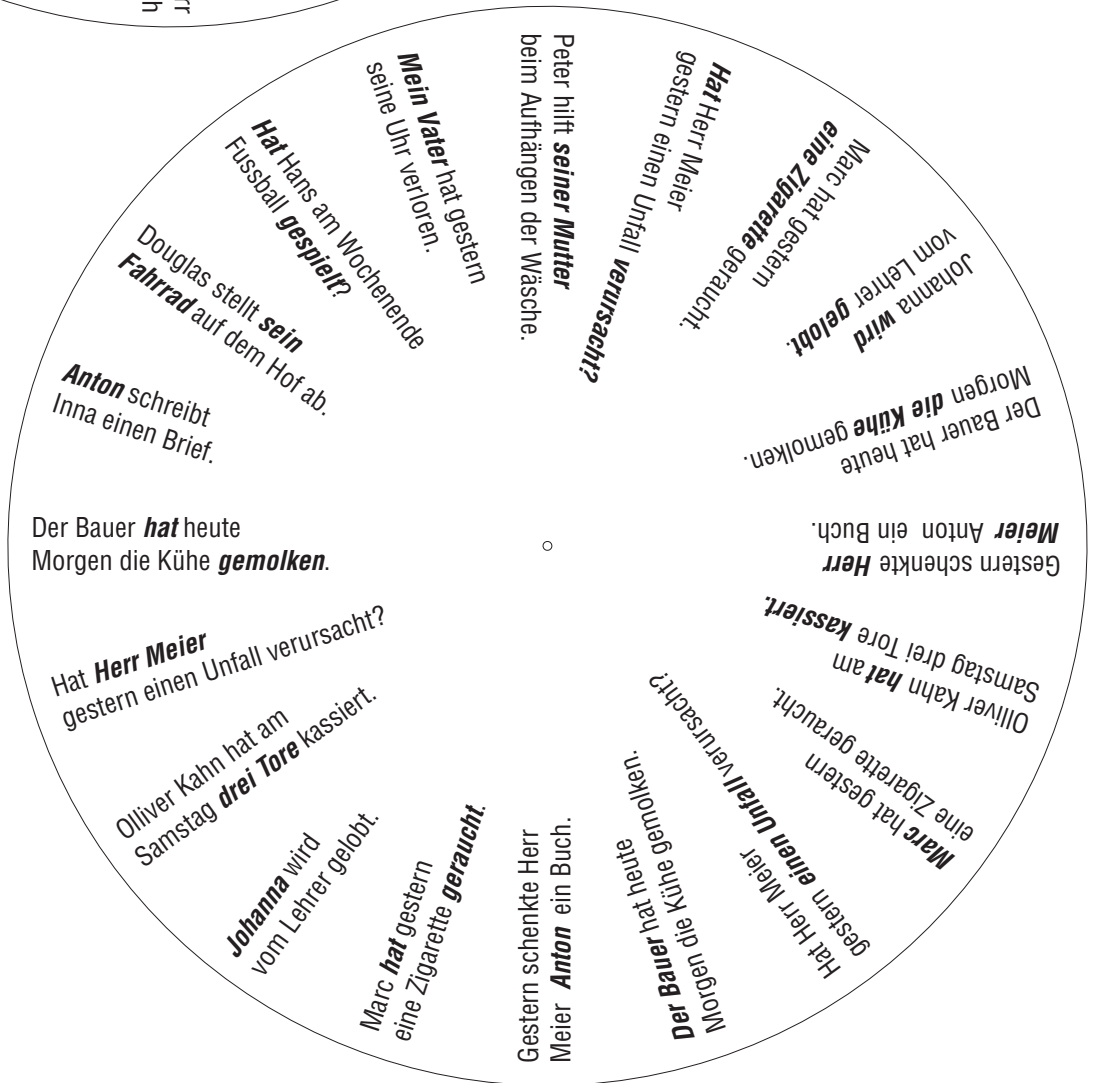 rr
h
Peter hilft seiner Mutter
beim Aufhängen der Wäsche.
Hat Herr Meier
gestern einen Unfall verursacht?
Marc hat gestern
eine Zigarette geraucht.
Johanna wird
vom Lehrer gelobt.
Der Bauer hat heute
Morgen die Kühe gemolken.
Gestern schenkte Herr
Meier Anton ein Buch.
Olliver Kahn hat am
Samstag drei Tore kassiert.
Marc hat gestern
eine Zigarette geraucht.
Hat Herr Meier
gestern einen Unfall verursacht?
Der Bauer hat heute
Morgen die Kühe gemolken.
Gestern schenkte Herr
Meier Anton ein Buch.
Marc hat gestern
eine Zigarette geraucht.
Johanna wird
vom Lehrer gelobt.
Olliver Kahn hat am
Samstag drei Tore kassiert.
Hat Herr Meier
gestern einen Unfall verursacht?
Der Bauer hat heute
Morgen die Kühe gemolken.
Anton schreibt
Inna einen Brief.
Douglas stellt sein
Fahrrad auf dem Hof ab.
Hat Hans am Wochenende
Fussball gespielt?
Mein Vater hat gestern
seine Uhr verloren.